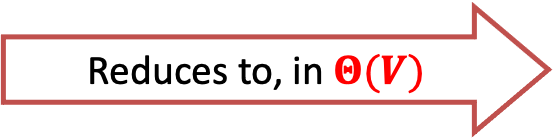 Reduces to, in Θ(V)